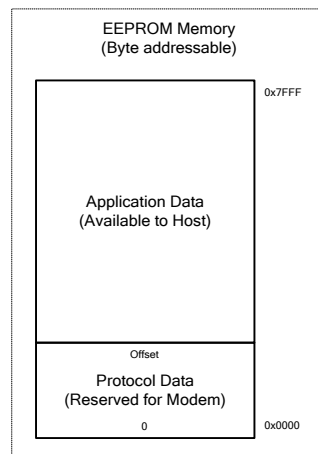 EEPROM Memory
(Byte addressable)
0x7FFF
Application Data
(Available to Host)
Offset
Protocol Data
(Reserved for Modem)
0
0x0000